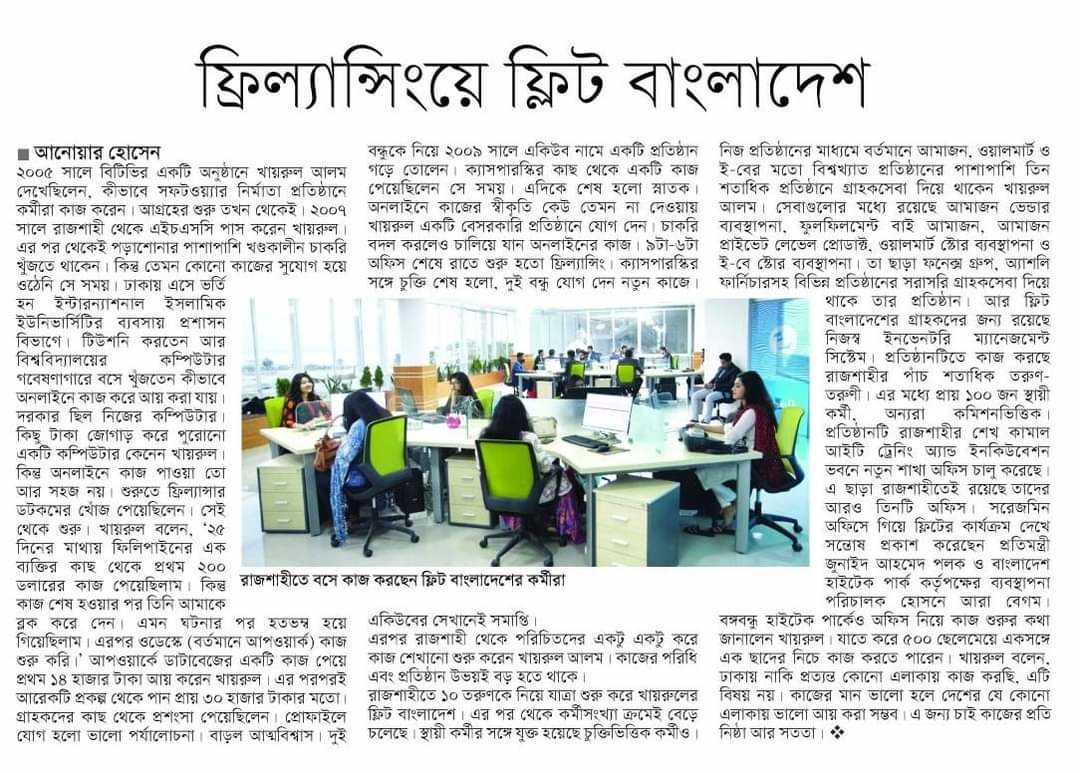 ফ্রিল্যান্সিংয়ে ফ্লিট বাংলাদেশ
■ আনোয়ার হোসেন
২০০৫ সালে বিটিভির একটি অনুষ্ঠানে খায়রুল আলম
দেখেছিলেন, কীভাবে সফটওয়্যার নির্মাতা প্রতিষ্ঠানে
কর্মীরা কাজ করেন। আগ্রহের শুরু তখন থেকেই। ২০০৭
সালে রাজশাহী থেকে এইচএসসি পাস করেন খায়রুল।
এর পর থেকেই পড়াশোনার পাশাপাশি খণ্ডকালীন চাকরি
খুঁজতে থাকেন। কিন্তু তেমন কোনো কাজের সুযোগ হয়ে
ওঠেনি সে সময়। ঢাকায় এসে ভর্তি
হন ইন্টারন্যাশনাল ইসলামিক
ইউনিভার্সিটির ব্যবসায় প্রশাসন
বিভাগে। টিউশনি করতেন আর
বিশ্ববিদ্যালয়ের কম্পিউটার
গবেষণাগারে বসে খুঁজতেন কীভাবে
অনলাইনে কাজ করে আয় করা যায়।
দরকার ছিল নিজের কম্পিউটার।
কিছু টাকা জোগাড় করে পুরোনো
একটি কম্পিউটার কেনেন খায়রুল।
কিন্তু অনলাইনে কাজ পাওয়া তো
আর সহজ নয়। শুরুতে ফ্রিল্যান্সার
ডটকমের খোঁজ পেয়েছিলেন। সেই
থেকে শুরু। খায়রুল বলেন, ‘২৫
দিনের মাথায় ফিলিপাইনের এক
ব্যক্তির কাছ থেকে প্রথম ২০০
ডলারের কাজ পেয়েছিলাম। কিন্তু
কাজ শেষ হওয়ার পর তিনি আমাকে
ব্লক করে দেন। এমন ঘটনার পর হতভম্ব হয়ে
গিয়েছিলাম। এরপর ওডেস্কে (বর্তমানে আপওয়ার্ক) কাজ
শুরু করি।’ আপওয়ার্কে ডাটাবেজের একটি কাজ পেয়ে
প্রথম ১৪ হাজার টাকা আয় করেন খায়রুল। এর পরপরই
আরেকটি প্রকল্প থেকে পান প্রায় ৩০ হাজার টাকার মতো।
গ্রাহকদের কাছ থেকে প্রশংসা পেয়েছিলেন। প্রোফাইলে
যোগ হলো ভালো পর্যালোচনা। বাড়ল আত্মবিশ্বাস। দুই
বন্ধুকে নিয়ে ২০০৯ সালে একিউব নামে একটি প্রতিষ্ঠান
গড়ে তোলেন। ক্যাসপারস্কির কাছ থেকে একটি কাজ
পেয়েছিলেন সে সময়। এদিকে শেষ হলো স্নাতক।
অনলাইনে কাজের স্বীকৃতি কেউ তেমন না দেওয়ায়
খায়রুল একটি বেসরকারি প্রতিষ্ঠানে যোগ দেন। চাকরি
বদল করলেও চালিয়ে যান অনলাইনের কাজ। ৯টা-৬টা
অফিস শেষে রাতে শুরু হতো ফ্রিল্যান্সিং। ক্যাসপারস্কির
সঙ্গে চুক্তি শেষ হলো, দুই বন্ধু যোগ দেন নতুন কাজে।
রাজশাহীতে বসে কাজ করছেন ফ্লিট বাংলাদেশের কর্মীরা
একিউবের সেখানেই সমাপ্তি।
এরপর রাজশাহী থেকে পরিচিতদের একটু একটু করে
কাজ শেখানো শুরু করেন খায়রুল আলম। কাজের পরিধি
এবং প্রতিষ্ঠান উভয়ই বড় হতে থাকে।
রাজশাহীতে ১০ তরুণকে নিয়ে যাত্রা শুরু করে খায়রুলের
ফ্লিট বাংলাদেশ। এর পর থেকে কর্মীসংখ্যা ক্রমেই বেড়ে
চলেছে। স্থায়ী কর্মীর সঙ্গে যুক্ত হয়েছে চুক্তিভিত্তিক কর্মীও।
নিজ প্রতিষ্ঠানের মাধ্যমে বর্তমানে আমাজন, ওয়ালমার্ট ও
ই-বের মতো বিশ্বখ্যাত প্রতিষ্ঠানের পাশাপাশি তিন
শতাধিক প্রতিষ্ঠানে গ্রাহকসেবা দিয়ে থাকেন খায়রুল
আলম। সেবাগুলোর মধ্যে রয়েছে আমাজন ভেন্ডার
ব্যবস্থাপনা, ফুলফিলমেন্ট বাই আমাজন, আমাজন
প্রাইভেট লেভেল প্রোডাক্ট, ওয়ালমার্ট স্টোর ব্যবস্থাপনা ও
ই-বে স্টোর ব্যবস্থাপনা। তা ছাড়া ফনেক্স গ্রুপ, অ্যাশলি
ফার্নিচারসহ বিভিন্ন প্রতিষ্ঠানের সরাসরি গ্রাহকসেবা দিয়ে
থাকে তার প্রতিষ্ঠান। আর ফ্লিট
বাংলাদেশের গ্রাহকদের জন্য রয়েছে
নিজস্ব ইনভেনটরি ম্যানেজমেন্ট
সিস্টেম। প্রতিষ্ঠানটিতে কাজ করছে
রাজশাহীর পাঁচ শতাধিক তরুণ-
তরুণী। এর মধ্যে প্রায় ১০০ জন স্থায়ী
কর্মী, অন্যরা কমিশনভিত্তিক।
প্রতিষ্ঠানটি রাজশাহীর শেখ কামাল
আইটি ট্রেনিং অ্যান্ড ইনকিউবেশন
ভবনে নতুন শাখা অফিস চালু করেছে।
এ ছাড়া রাজশাহীতেই রয়েছে তাদের
আরও তিনটি অফিস। সরেজমিন
অফিসে গিয়ে ফ্লিটের কার্যক্রম দেখে
সন্তোষ প্রকাশ করেছেন প্রতিমন্ত্রী
জুনাইদ আহমেদ পলক ও বাংলাদেশ
হাইটেক পার্ক কর্তৃপক্ষের ব্যবস্থাপনা
পরিচালক হোসনে আরা বেগম।
বঙ্গবন্ধু হাইটেক পার্কেও অফিস নিয়ে কাজ শুরুর কথা
জানালেন খায়রুল। যাতে করে ৫০০ ছেলেমেয়ে একসঙ্গে
এক ছাদের নিচে কাজ করতে পারেন। খায়রুল বলেন,
ঢাকায় নাকি প্রত্যন্ত কোনো এলাকায় কাজ করছি, এটি
বিষয় নয়। কাজের মান ভালো হলে দেশের যে কোনো
এলাকায় ভালো আয় করা সম্ভব। এ জন্য চাই কাজের প্রতি
নিষ্ঠা আর সততা। ❖